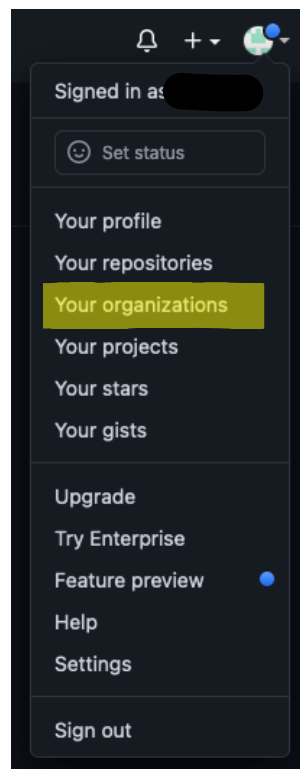 Signed in as
Set status
Your profile
Your repositories
Your organizations
Your projects
Your stars
Your gists
Upgrade
Try Enterprise
Feature preview
Help
Settings
Sign out